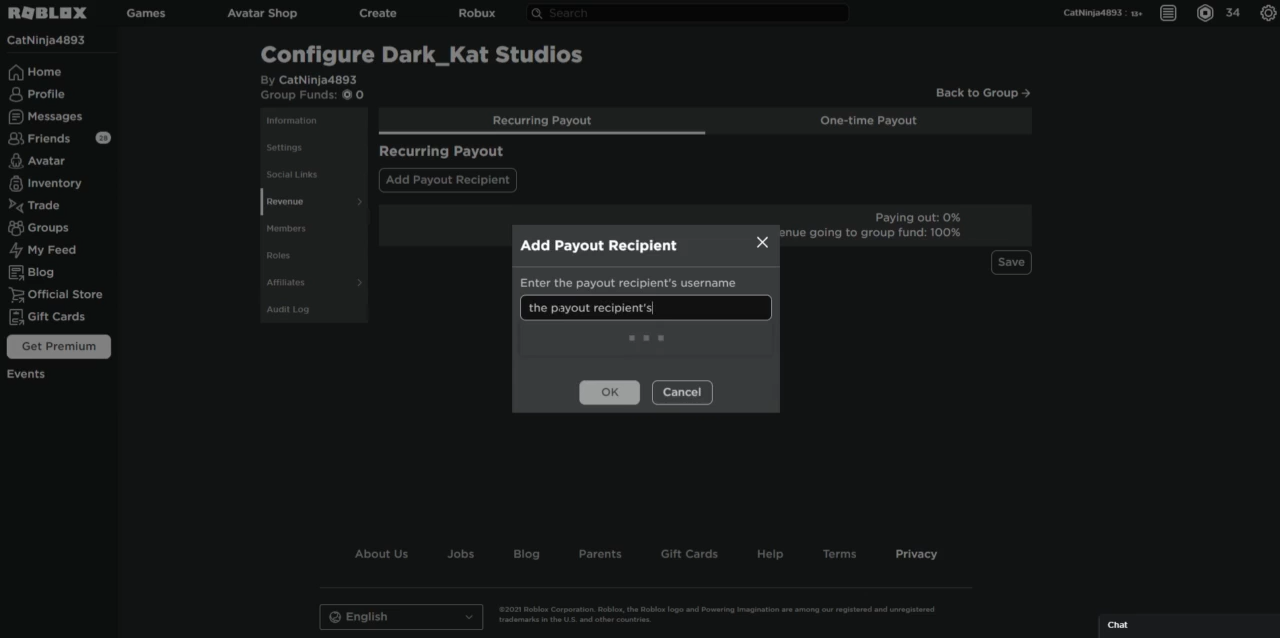 ROBLOX
Games
Avatar Shop
Create
Robux
Search
CatNinja4893 : 13+
34
CatNinja4893
Home
Profile
Messages
Friends
28
Avatar
Inventory
Trade
Groups
My Feed
Blog
Official Store
Gift Cards
Get Premium
Events
Configure Dark_Kat Studios
By CatNinja4893
Group Funds: 0
Back to Group
Information
Settings
Social Links
Revenue
Members
Roles
Affiliates
Audit Log
Recurring Payout
One-time Payout
Recurring Payout
Add Payout Recipient
Paying out: 0%
enue going to group fund: 100%
Save
Add Payout Recipient
Enter the payout recipient's username
the payout recipient's
OK
Cancel
About Us
Jobs
Blog
Parents
Gift Cards
Help
Terms
Privacy
English
©2021 Roblox Corporation. Roblox, the Roblox logo and Powering Imagination are among our registered and unregistered
trademarks in the U.S. and other countries.
Chat